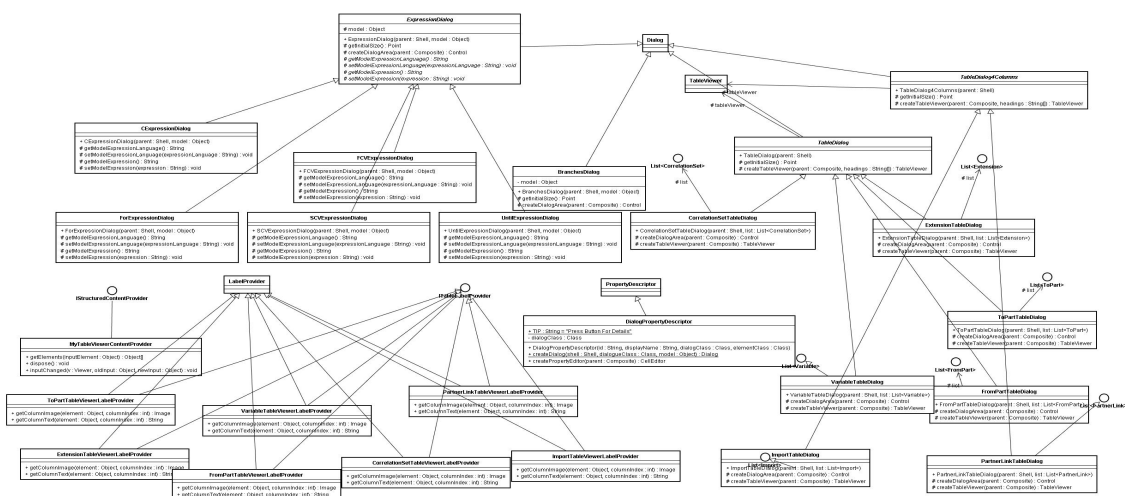 ExpressionDialog
# model : Object
+ ExpressionDialog(parent : Shell, model : Object)
# getInitialSize() : Point
# createDialogArea(parent : Composite) : Control
# getModelExpressionLanguage() : String
# setModelExpressionLanguage(expressionLanguage : String) : void
# getModelExpression() : String
# setModelExpression(expression : String) : void
Dialog
TableViewer
# tableViewer
# tableViewer
TableDialog4Columns
+ TableDialog4Columns(parent : Shell)
# getInitialSize() : Point
# createTableViewer(parent : Composite, headings : String[]) : TableViewer
CExpressionDialog
+ CExpressionDialog(parent : Shell, model : Object)
# getModelExpressionLanguage() : String
# setModelExpressionLanguage(expressionLanguage : String) : void
# getModelExpression() : String
# setModelExpression(expression : String) : void
FCVExpressionDialog
+ FCVExpressionDialog(parent : Shell, model : Object)
# getModelExpressionLanguage() : String
# setModelExpressionLanguage(expressionLanguage : String) : void
# getModelExpression() : String
# setModelExpression(expression : String) : void
BranchesDialog
- model : Object
+ BranchesDialog(parent : Shell, model : Object)
# getInitialSize() : Point
# createDialogArea(parent : Composite) : Control
TableDialog
+ TableDialog(parent : Shell)
# getInitialSize() : Point
# createTableViewer(parent : Composite, headings : String[]) : TableViewer
List<CorrelationSet>
# list
List<Extension>
# list
ForExpressionDialog
+ ForExpressionDialog(parent : Shell, model : Object)
# getModelExpressionLanguage() : String
# setModelExpressionLanguage(expressionLanguage : String) : void
# getModelExpression() : String
# setModelExpression(expression : String) : void
SCVExpressionDialog
+ SCVExpressionDialog(parent : Shell, model : Object)
# getModelExpressionLanguage() : String
# setModelExpressionLanguage(expressionLanguage : String) : void
# getModelExpression() : String
# setModelExpression(expression : String) : void
UntilExpressionDialog
+ UntilExpressionDialog(parent : Shell, model : Object)
# getModelExpressionLanguage() : String
# setModelExpressionLanguage(expressionLanguage : String) : void
# getModelExpression() : String
# setModelExpression(expression : String) : void
CorrelationSetTableDialog
+ CorrelationSetTableDialog(parent : Shell, list : List<CorrelationSet>)
# createDialogArea(parent : Composite) : Control
# createTableViewer(parent : Composite) : TableViewer
ExtensionTableDialog
+ ExtensionTableDialog(parent : Shell, list : List<Extension>)
# createDialogArea(parent : Composite) : Control
# createTableViewer(parent : Composite) : TableViewer
IStructuredContentProvider
LabelProvider
ITableLabelProvider
PropertyDescriptor
List<ToPart>
# list
MyTableViewerContentProvider
+ getElements(inputElement : Object) : Object[]
+ dispose() : void
+ inputChanged(v : Viewer, oldInput : Object, newInput : Object) : void
DialogPropertyDescriptor
+ TIP : String = "Press Button For Details"
- dialogClass : Class
+ DialogPropertyDescriptor(id : String, displayName : String, dialogClass : Class, elementClass : Class)
+ createDialog(shell : Shell, dialogueClass : Class, model : Object) : Dialog
+ createPropertyEditor(parent : Composite) : CellEditor
ToPartTableDialog
+ ToPartTableDialog(parent : Shell, list : List<ToPart>)
# createDialogArea(parent : Composite) : Control
# createTableViewer(parent : Composite) : TableViewer
List<Variable>
List<FromPart>
# list
ToPartTableViewerLabelProvider
+ getColumnImage(element : Object, columnIndex : int) : Image
+ getColumnText(element : Object, columnIndex : int) : String
VariableTableViewerLabelProvider
+ getColumnImage(element : Object, columnIndex : int) : Image
+ getColumnText(element : Object, columnIndex : int) : String
PartnerLinkTableViewerLabelProvider
+ getColumnImage(element : Object, columnIndex : int) : Image
+ getColumnText(element : Object, columnIndex : int) : String
VariableTableDialog
+ VariableTableDialog(parent : Shell, list : List<Variable>)
# createDialogArea(parent : Composite) : Control
# createTableViewer(parent : Composite) : TableViewer
FromPartTableDialog
+ FromPartTableDialog(parent : Shell, list : List<FromPart>)
# createDialogArea(parent : Composite) : Control
# createTableViewer(parent : Composite) : TableViewer
List<PartnerLink>
ExtensionTableViewerLabelProvider
+ getColumnImage(element : Object, columnIndex : int) : Image
+ getColumnText(element : Object, columnIndex : int) : String
FromPartTableViewerLabelProvider
+ getColumnImage(element : Object, columnIndex : int) : Image
+ getColumnText(element : Object, columnIndex : int) : String
CorrelationSetTableViewerLabelProvider
+ getColumnImage(element : Object, columnIndex : int) : Image
+ getColumnText(element : Object, columnIndex : int) : String
ImportTableViewerLabelProvider
+ getColumnImage(element : Object, columnIndex : int) : Image
+ getColumnText(element : Object, columnIndex : int) : String
ImportTableDialog
List<Import>
+ ImportTableDialog(parent : Shell, list : List<Import>)
# createDialogArea(parent : Composite) : Control
# createTableViewer(parent : Composite) : TableViewer
PartnerLinkTableDialog
+ PartnerLinkTableDialog(parent : Shell, list : List<PartnerLink>)
# createDialogArea(parent : Composite) : Control
# createTableViewer(parent : Composite) : TableViewer